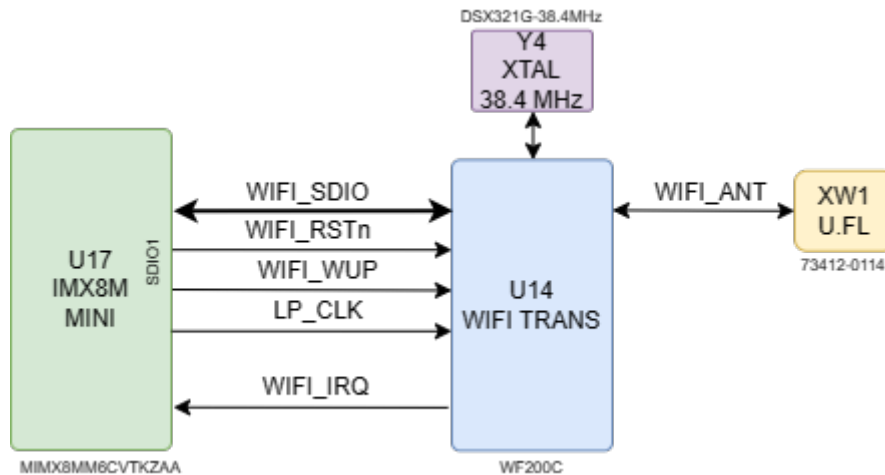 DSX321G-38.4MHz
Y4
XTAL
38.4 MHz
WIFI_SDIO
WIFI_RSTn
WIFI_WUP
LP_CLK
WIFI_IRQ
U17
IMX8M
MINI
SDIO1
MIMX8MM6CVTKZAA
U14
WIFI TRANS
WF200C
WIFI_ANT
XW1
U.FL
73412-0114